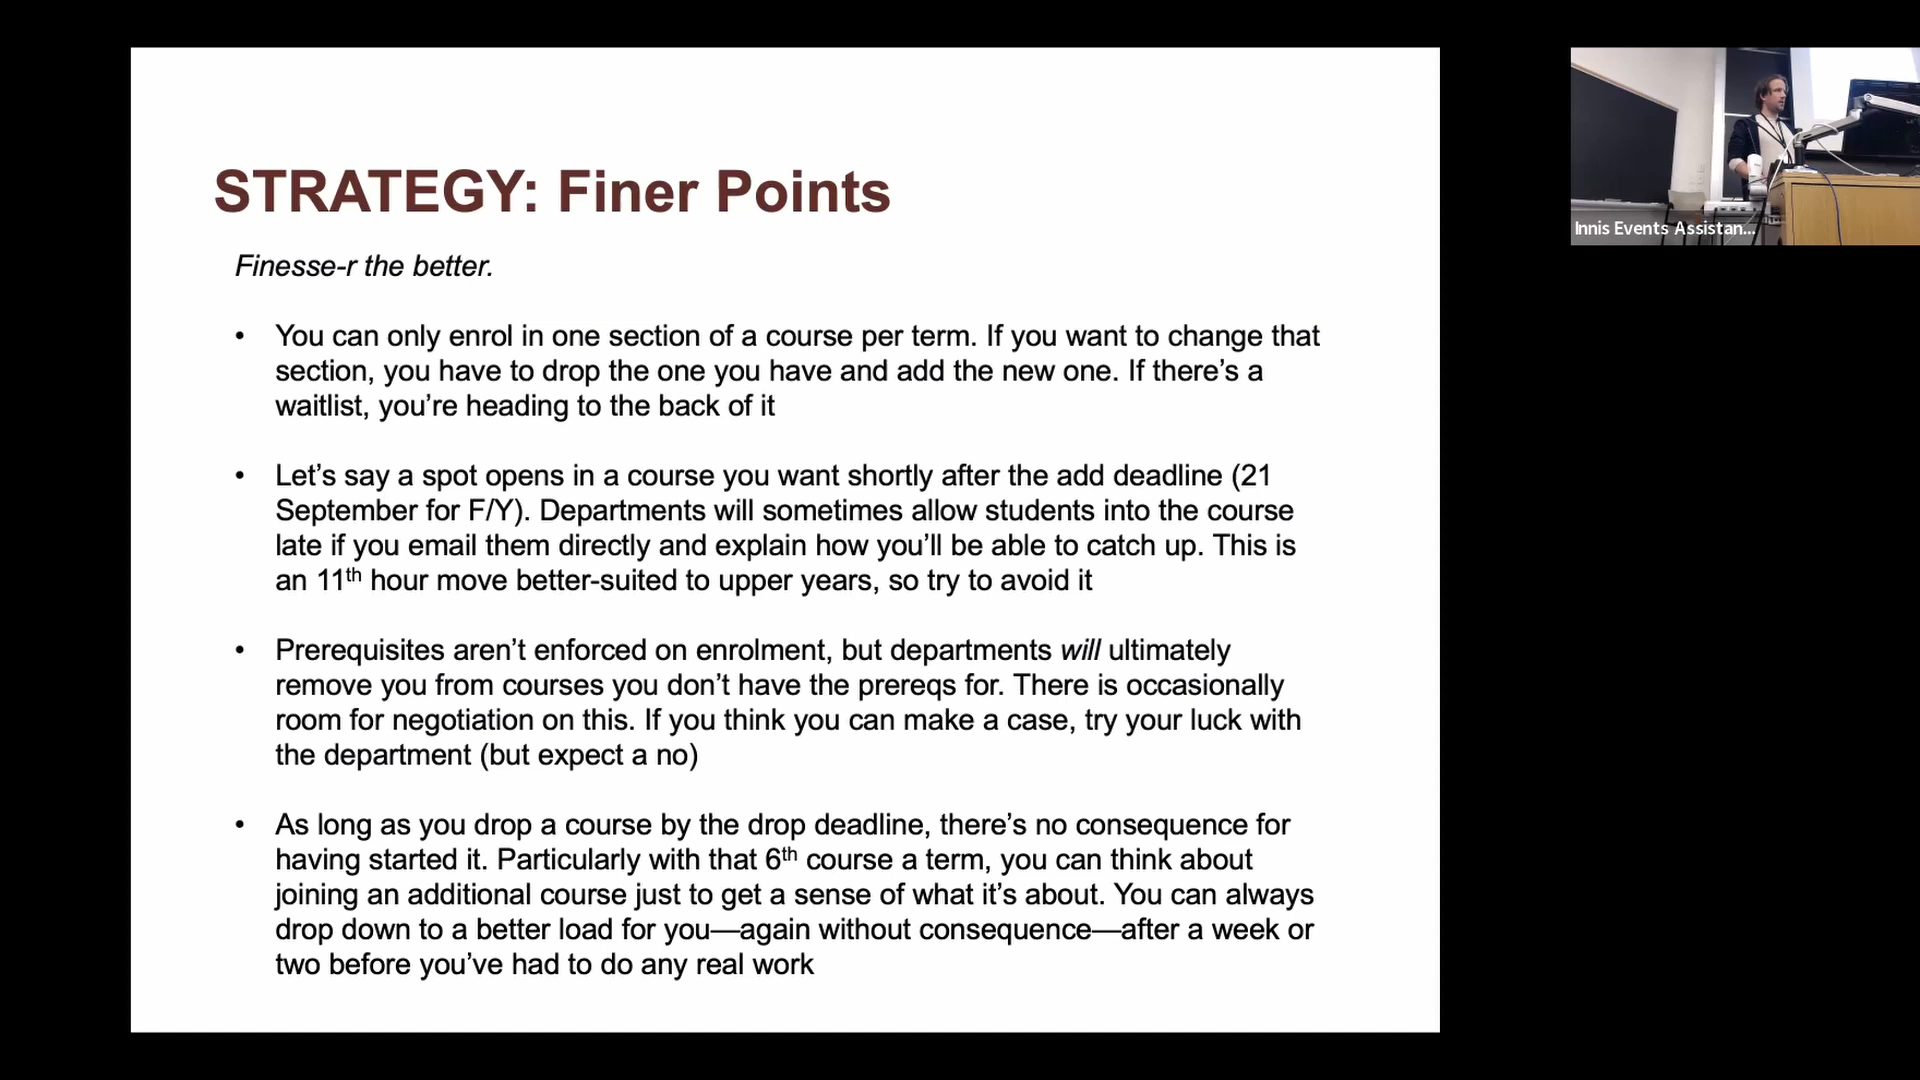 STRATEGY: Finer Points
Finesse-r the better.
• You can only enrol in one section of a course per term. If you want to change that
section, you have to drop the one you have and add the new one. If there’s a
waitlist, you’re heading to the back of it
• Let’s say a spot opens in a course you want shortly after the add deadline (21
September for F/Y). Departments will sometimes allow students into the course
late if you email them directly and explain how you’ll be able to catch up. This is
an 11th hour move better-suited to upper years, so try to avoid it
• Prerequisites aren’t enforced on enrolment, but departments will ultimately
remove you from courses you don’t have the prereqs for. There is occasionally
room for negotiation on this. If you think you can make a case, try your luck with
the department (but expect a no)
• As long as you drop a course by the drop deadline, there’s no consequence for
having started it. Particularly with that 6th course a term, you can think about
joining an additional course just to get a sense of what it’s about. You can always
drop down to a better load for you—again without consequence—after a week or
two before you’ve had to do any real work
Innis Events Assistan...